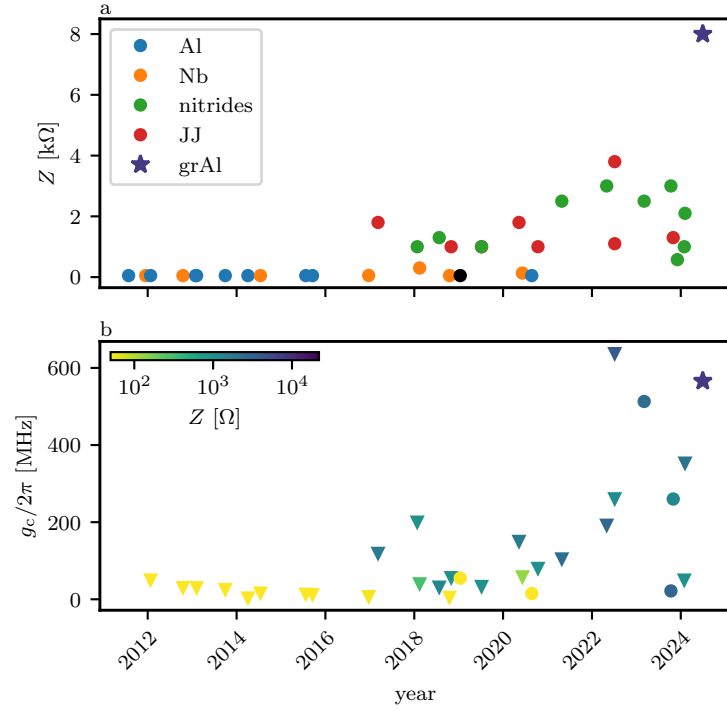 a
8
6
4
2
0
Z [kΩ]
Al
Nb
nitrides
JJ
grAl
b
600
400
200
0
g_c/2π [MHz]
10^2 10^3 10^4
Z [Ω]
2012 2014 2016 2018 2020 2022 2024
year